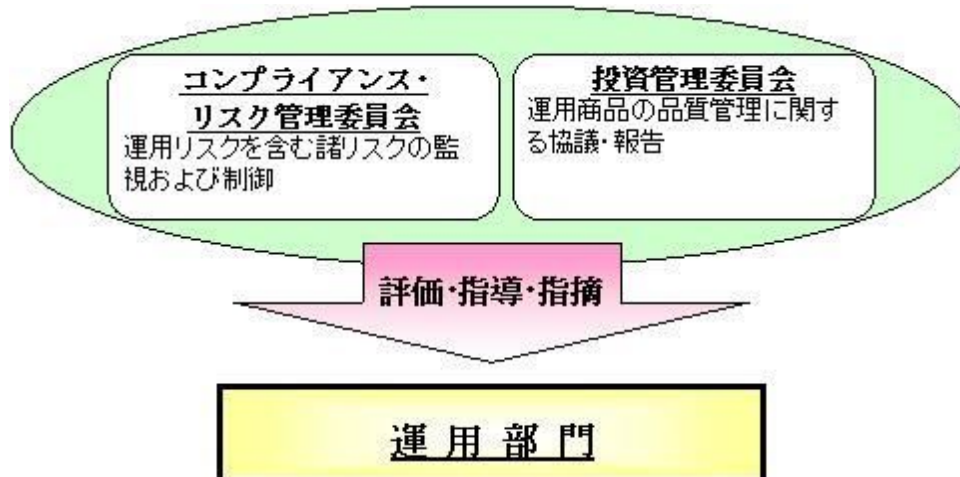 コンプライアンス・
リスク管理委員会
運用リスクを含む諸リスクの監
視および制御
投資管理委員会
運用商品の品質管理に関す
る協議・報告
評価・指導・指摘
運用部門